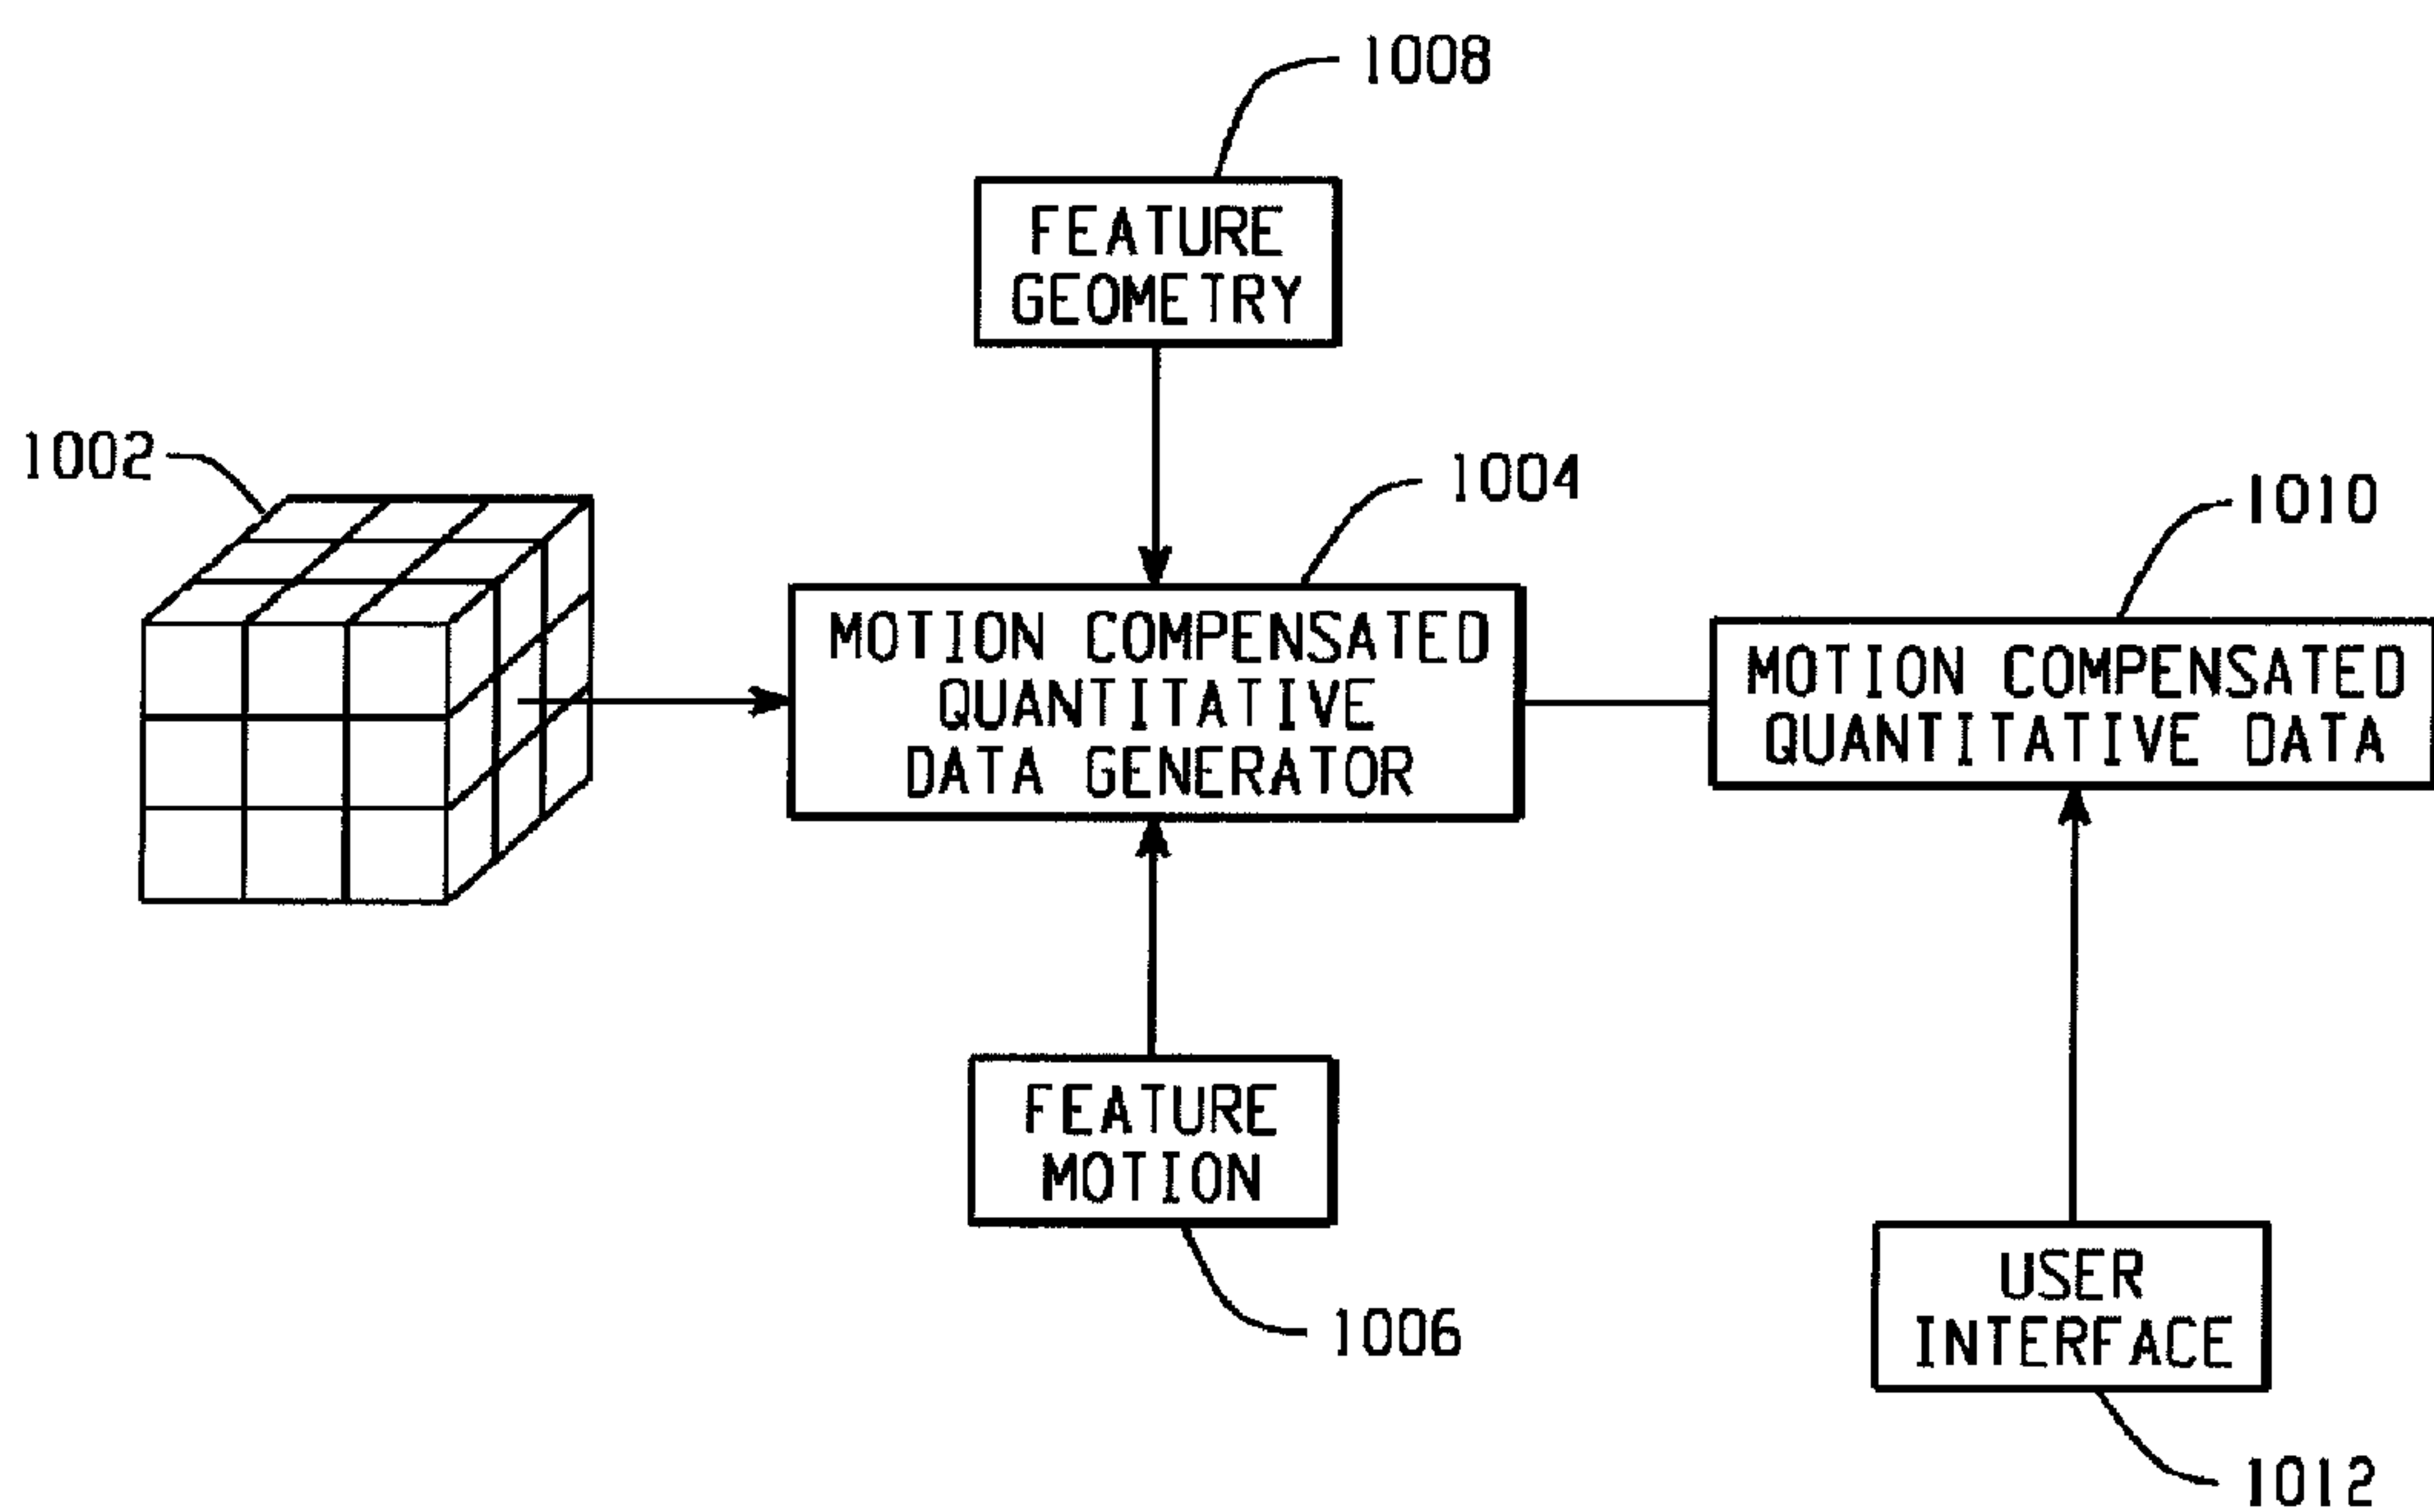 1008
FEATURE
GEOMETRY
1002
1004
1010
MOTION COMPENSATED
QUANTITATIVE
DATA GENERATOR
MOTION COMPENSATED
QUANTITATIVE DATA
FEATURE
MOTION
1006
USER
INTERFACE
1012